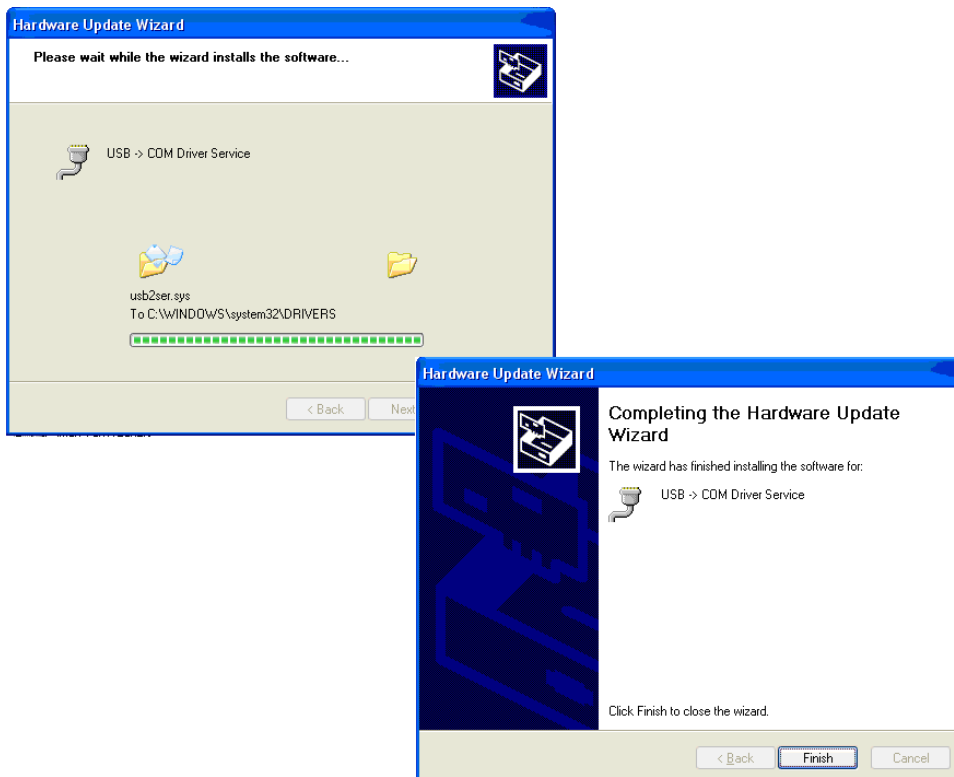 Hardware Update Wizard
Please wait while the wizard installs the software...
USB -> COM Driver Service
usb2ser.sys
To C:\WINDOWS\system32\DRIVERS
< Back Next
Hardware Update Wizard
Completing the Hardware Update
Wizard
The wizard has finished installing the software for:
USB -> COM Driver Service
Click Finish to close the wizard.
< Back Finish Cancel